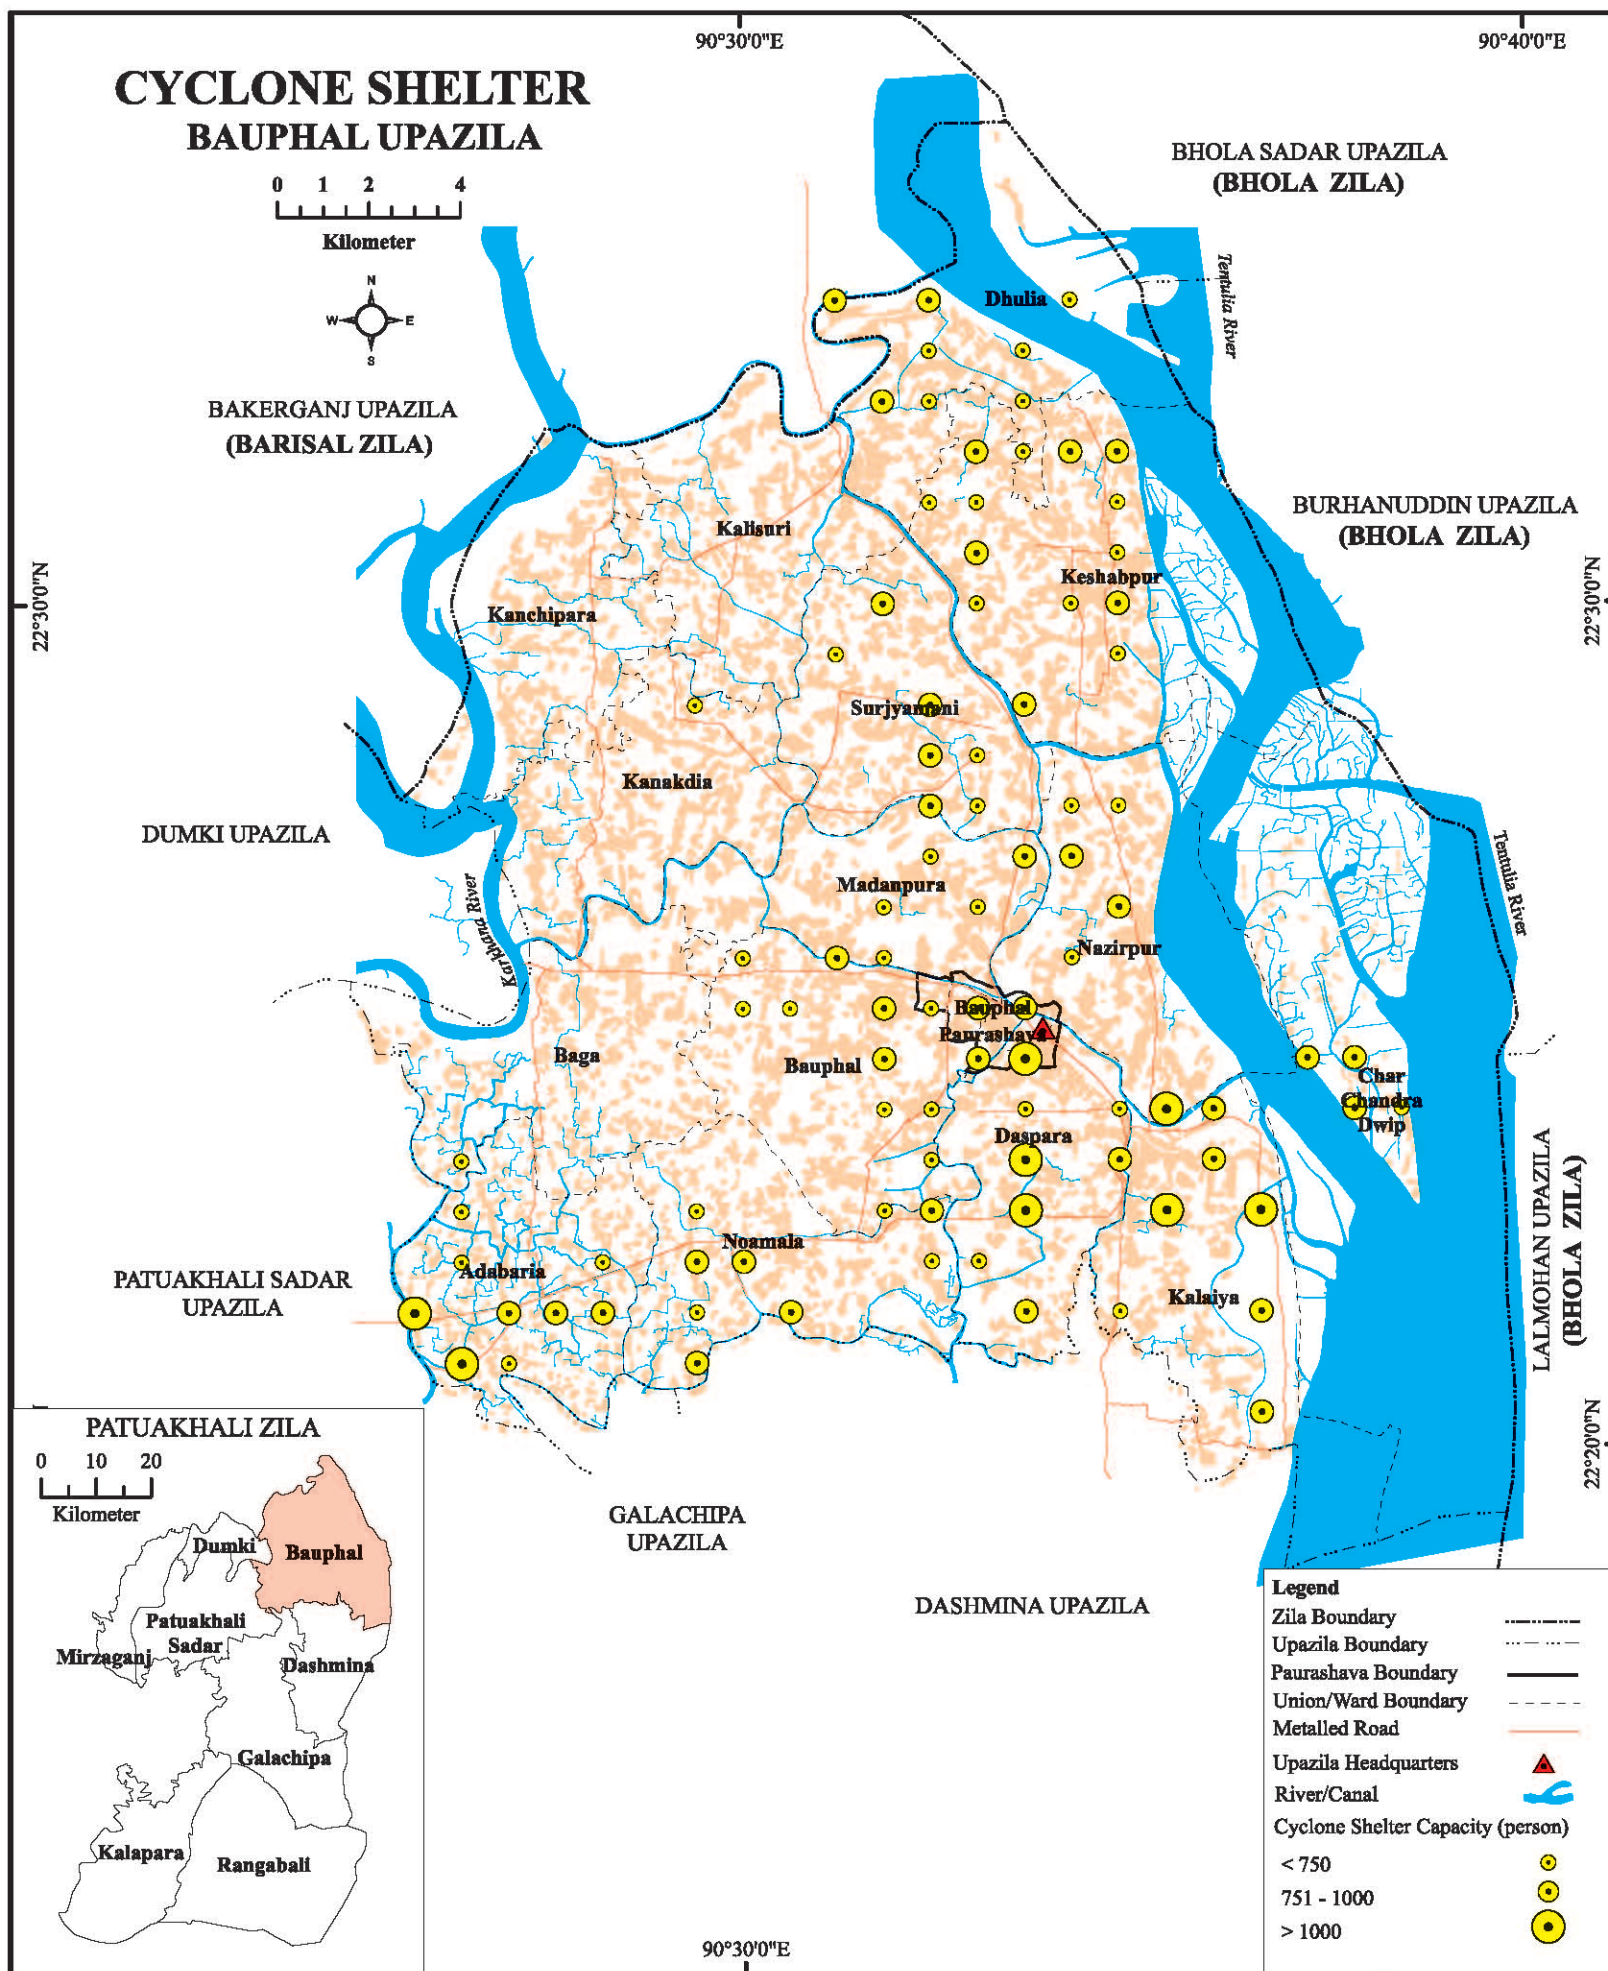 90°30'0"E
90°40'0"E
CYCLONE SHELTER
BAUPHAL UPAZILA
0 1 2 4
Kilometer
N
W E
S
BHOLA SADAR UPAZILA
(BHOLA ZILA)
Tentulia River
Dhulia
BAKERGANJ UPAZILA
(BARISAL ZILA)
BURHANUDDIN UPAZILA
(BHOLA ZILA)
Kalisuri
Keshabpur
22°30'0"N
22°30'0"N
Kanchipara
Surjyamani
Kanakdia
DUMKI UPAZILA
Tentulia River
Madanpura
Karkhana River
Nazirpur
Bauphal
Paurashava
Baga
Bauphal
Char
Chandra
Dwip
Daspara
LALMOHAN UPAZILA
(BHOLA ZILA)
Noamala
Adabaria
PATUAKHALI SADAR
UPAZILA
Kalaiya
22°20'0"N
PATUAKHALI ZILA
0 10 20
Kilometer
Dumki
Bauphal
Patuakhali
Sadar
Mirzaganj
Dashmina
Galachipa
Kalapara
Rangabali
GALACHIPA
UPAZILA
DASHMINA UPAZILA
Legend
Zila Boundary
Upazila Boundary
Paurashava Boundary
Union/Ward Boundary
Metalled Road
Upazila Headquarters
River/Canal
Cyclone Shelter Capacity (person)
< 750
751 - 1000
> 1000
90°30'0"E